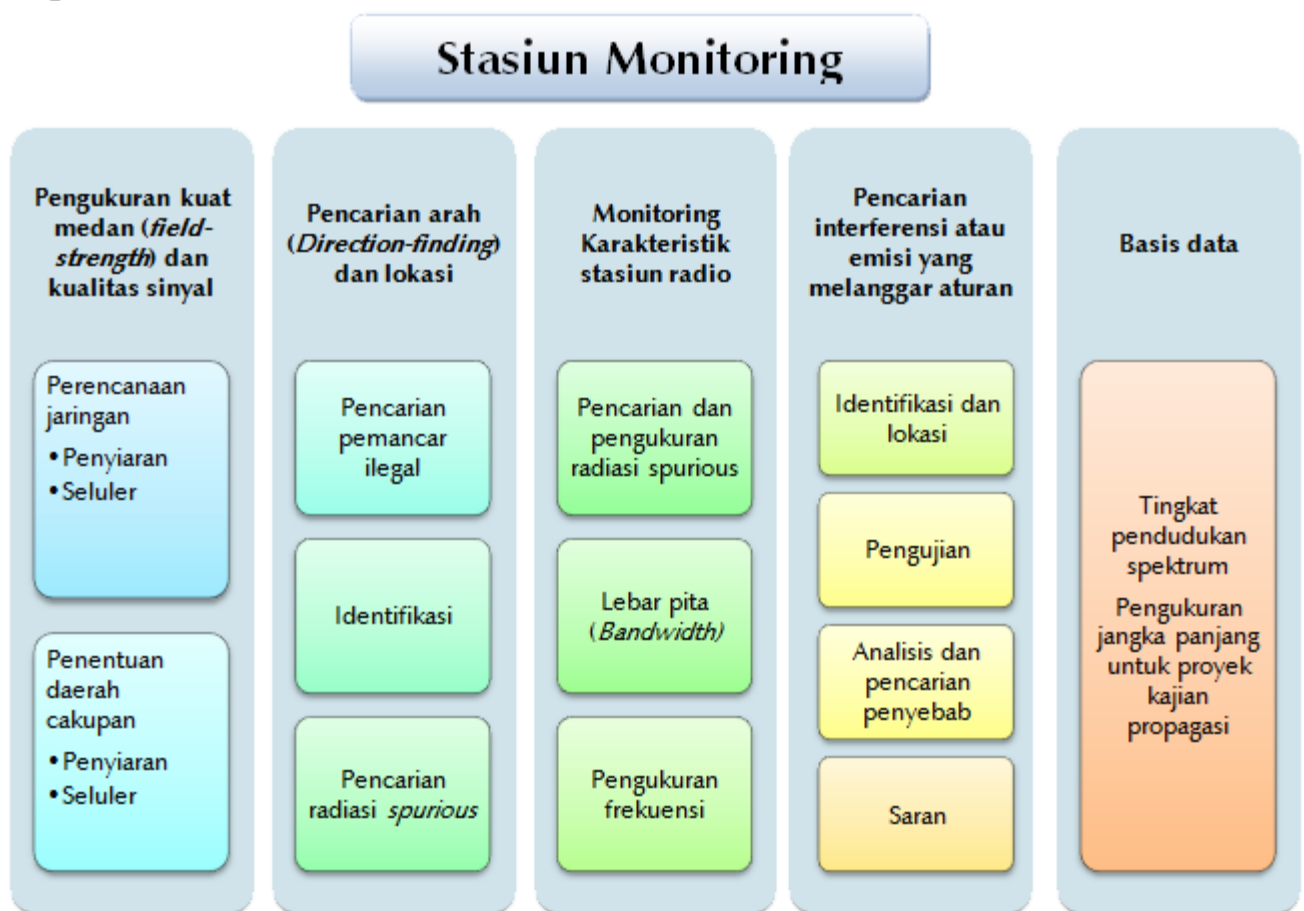 Stasiun Monitoring
Pengukuran kuat
medan (field-
strength) dan
kualitas sinyal
Perencanaan
jaringan
•Penyiaran
•Seluler
Penentuan
daerah
cakupan
•Penyiaran
•Seluler
Pencarian arah
(Direction-finding)
dan lokasi
Pencarian
pemancar
ilegal
Identifikasi
Pencarian
radiasi spurious
Monitoring
Karakteristik
stasiun radio
Pencarian dan
pengukuran
radiasi spurious
Lebar pita
(Bandwidth)
Pengukuran
frekuensi
Pencarian
interferensi atau
emisi yang
melanggar aturan
Identifikasi dan
lokasi
Pengujian
Analisis dan
pencarian
penyebab
Saran
Basis data
Tingkat
pendudukan
spektrum
Pengukuran
jangka panjang
untuk proyek
kajian
propagasi